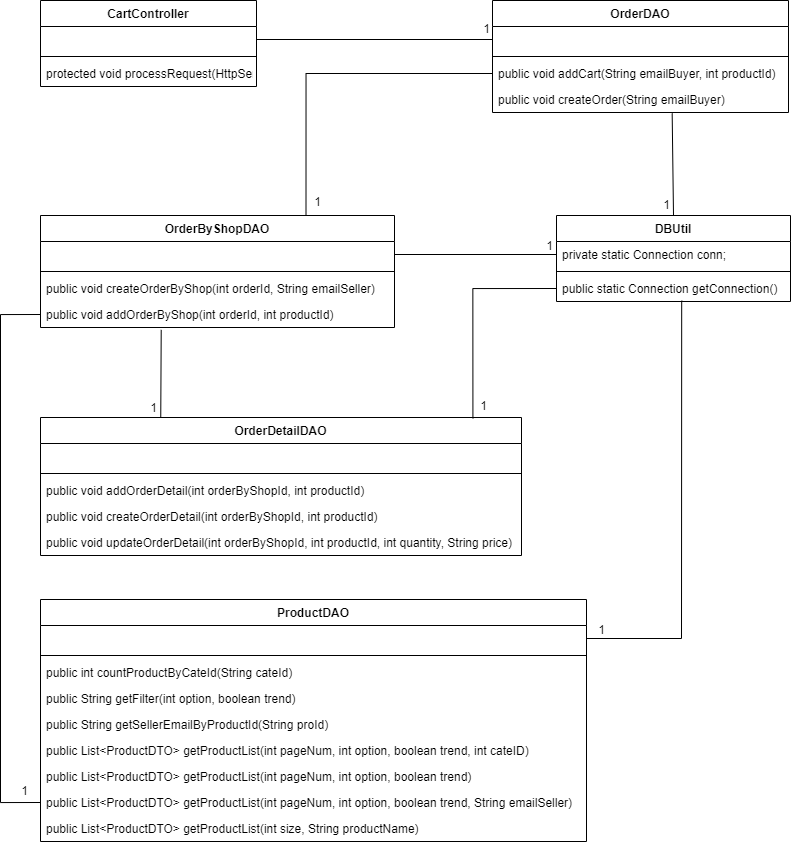 CartController
protected void processRequest(HttpSe
1
OrderDAO
public void addCart(String emailBuyer, int productId)
public void createOrder(String emailBuyer)
1
1
OrderByShopDAO
public void createOrderByShop(int orderId, String emailSeller)
public void addOrderByShop(int orderId, int productId)
1
DBUtil
private static Connection conn;
public static Connection getConnection()
1
1
OrderDetailDAO
public void addOrderDetail(int orderByShopId, int productId)
public void createOrderDetail(int orderByShopId, int productId)
public void updateOrderDetail(int orderByShopId, int productId, int quantity, String price)
1
ProductDAO
public int countProductByCateId(String cateId)
public String getFilter(int option, boolean trend)
public String getSellerEmailByProductId(String proId)
public List<ProductDTO> getProductList(int pageNum, int option, boolean trend, int cateID)
public List<ProductDTO> getProductList(int pageNum, int option, boolean trend)
1
public List<ProductDTO> getProductList(int pageNum, int option, boolean trend, String emailSeller)
public List<ProductDTO> getProductList(int size, String productName)